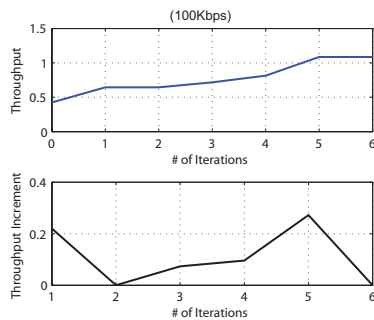 (100Kbps)
1.5
1
0.5
0
Throughput
0 1 2 3 4 5 6
# of Iterations
0.4
0.2
0
Throughput Increment
1 2 3 4 5 6
# of Iterations